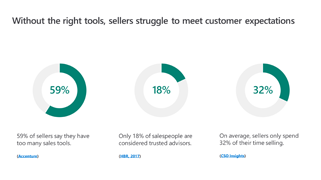 Without the right tools, sellers struggle to meet customer expectations
59%
18%
32%
59% of sellers say they have
too many sales tools.
(Accenture)
Only 18% of salespeople are
considered trusted advisors.
(HBR, 2017)
On average, sellers only spend
32% of their time selling.
(CSO Insights)